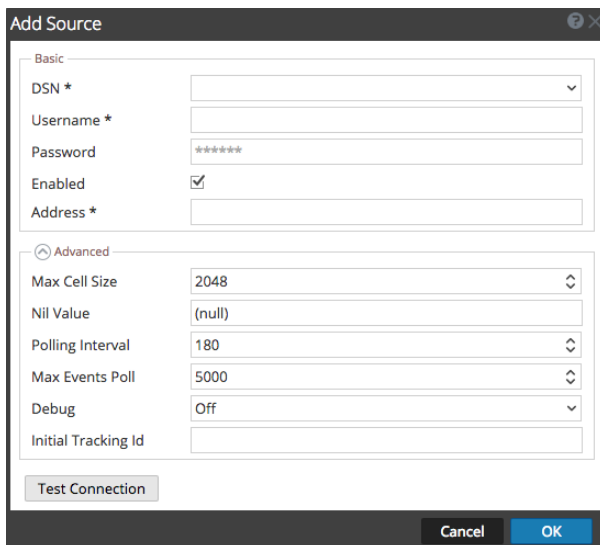 Add Source
Basic
DSN *
Username *
Password ******
Enabled
Address *
Advanced
Max Cell Size 2048
Nil Value (null)
Polling Interval 180
Max Events Poll 5000
Debug Off
Initial Tracking Id
Test Connection
Cancel OK